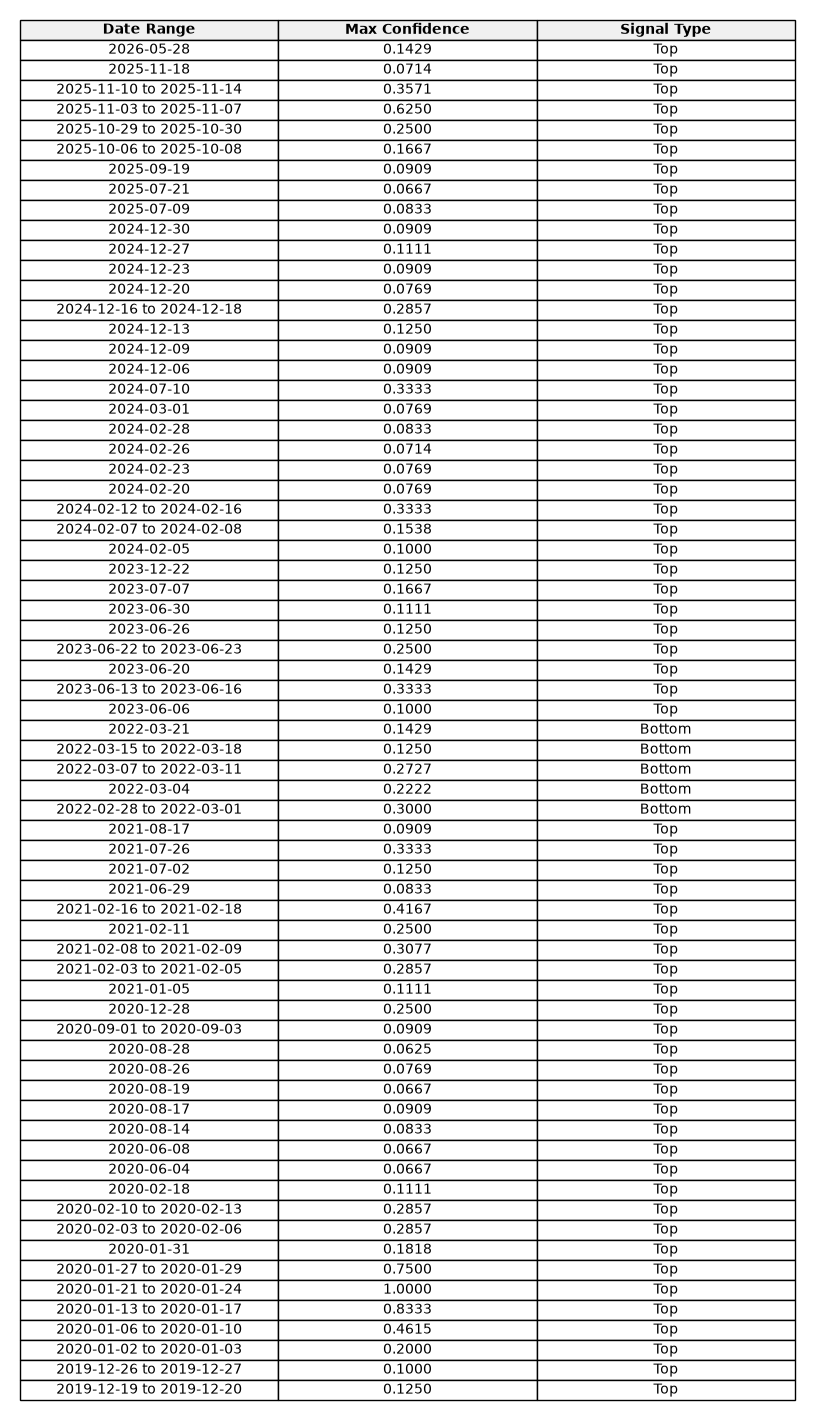 Date Range Max Confidence Signal Type
2026-05-28 0.1429 Top
2025-11-18 0.0714 Top
2025-11-10 to 2025-11-14 0.3571 Top
2025-11-03 to 2025-11-07 0.6250 Top
2025-10-29 to 2025-10-30 0.2500 Top
2025-10-06 to 2025-10-08 0.1667 Top
2025-09-19 0.0909 Top
2025-07-21 0.0667 Top
2025-07-09 0.0833 Top
2024-12-30 0.0909 Top
2024-12-27 0.1111 Top
2024-12-23 0.0909 Top
2024-12-20 0.0769 Top
2024-12-16 to 2024-12-18 0.2857 Top
2024-12-13 0.1250 Top
2024-12-09 0.0909 Top
2024-12-06 0.0909 Top
2024-07-10 0.3333 Top
2024-03-01 0.0769 Top
2024-02-28 0.0833 Top
2024-02-26 0.0714 Top
2024-02-23 0.0769 Top
2024-02-20 0.0769 Top
2024-02-12 to 2024-02-16 0.3333 Top
2024-02-07 to 2024-02-08 0.1538 Top
2024-02-05 0.1000 Top
2023-12-22 0.1250 Top
2023-07-07 0.1667 Top
2023-06-30 0.1111 Top
2023-06-26 0.1250 Top
2023-06-22 to 2023-06-23 0.2500 Top
2023-06-20 0.1429 Top
2023-06-13 to 2023-06-16 0.3333 Top
2023-06-06 0.1000 Top
2022-03-21 0.1429 Bottom
2022-03-15 to 2022-03-18 0.1250 Bottom
2022-03-07 to 2022-03-11 0.2727 Bottom
2022-03-04 0.2222 Bottom
2022-02-28 to 2022-03-01 0.3000 Bottom
2021-08-17 0.0909 Top
2021-07-26 0.3333 Top
2021-07-02 0.1250 Top
2021-06-29 0.0833 Top
2021-02-16 to 2021-02-18 0.4167 Top
2021-02-11 0.2500 Top
2021-02-08 to 2021-02-09 0.3077 Top
2021-02-03 to 2021-02-05 0.2857 Top
2021-01-05 0.1111 Top
2020-12-28 0.2500 Top
2020-09-01 to 2020-09-03 0.0909 Top
2020-08-28 0.0625 Top
2020-08-26 0.0769 Top
2020-08-19 0.0667 Top
2020-08-17 0.0909 Top
2020-08-14 0.0833 Top
2020-06-08 0.0667 Top
2020-06-04 0.0667 Top
2020-02-18 0.1111 Top
2020-02-10 to 2020-02-13 0.2857 Top
2020-02-03 to 2020-02-06 0.2857 Top
2020-01-31 0.1818 Top
2020-01-27 to 2020-01-29 0.7500 Top
2020-01-21 to 2020-01-24 1.0000 Top
2020-01-13 to 2020-01-17 0.8333 Top
2020-01-06 to 2020-01-10 0.4615 Top
2020-01-02 to 2020-01-03 0.2000 Top
2019-12-26 to 2019-12-27 0.1000 Top
2019-12-19 to 2019-12-20 0.1250 Top